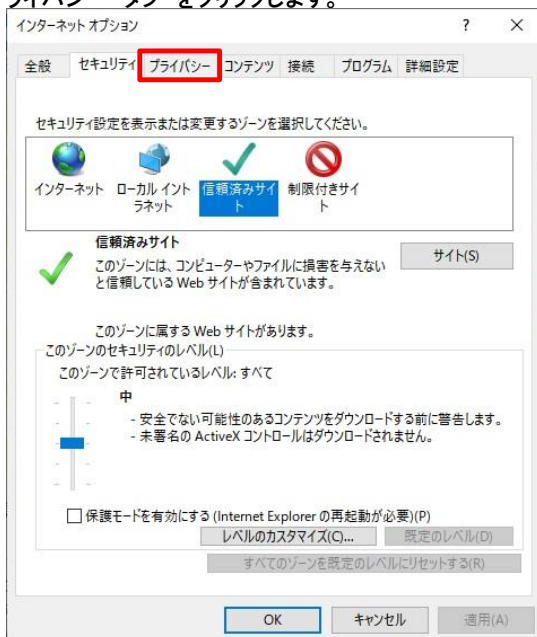 ライバシー」タブ をクリックします。
インターネット オプション ? ×
全般 セキュリティ プライバシー コンテンツ 接続 プログラム 詳細設定
セキュリティ設定を表示または変更するゾーンを選択してください。
インターネット ローカル イント 信頼済みサイ 制限付きサイ
ラネット ト ト
信頼済みサイト
サイト(S)
このゾーンには、コンピューターやファイルに損害を与えない
と信頼している Web サイトが含まれています。
このゾーンに属する Web サイトがあります。
このゾーンのセキュリティのレベル(L)
このゾーンで許可されているレベル: すべて
中
- 安全でない可能性のあるコンテンツをダウンロードする前に警告します。
- 未署名の ActiveX コントロールはダウンロードされません。
保護モードを有効にする (Internet Explorer の再起動が必要)(P)
レベルのカスタマイズ(C)... 既定のレベル(D)
すべてのゾーンを既定のレベルにリセットする(R)
OK キャンセル 適用(A)